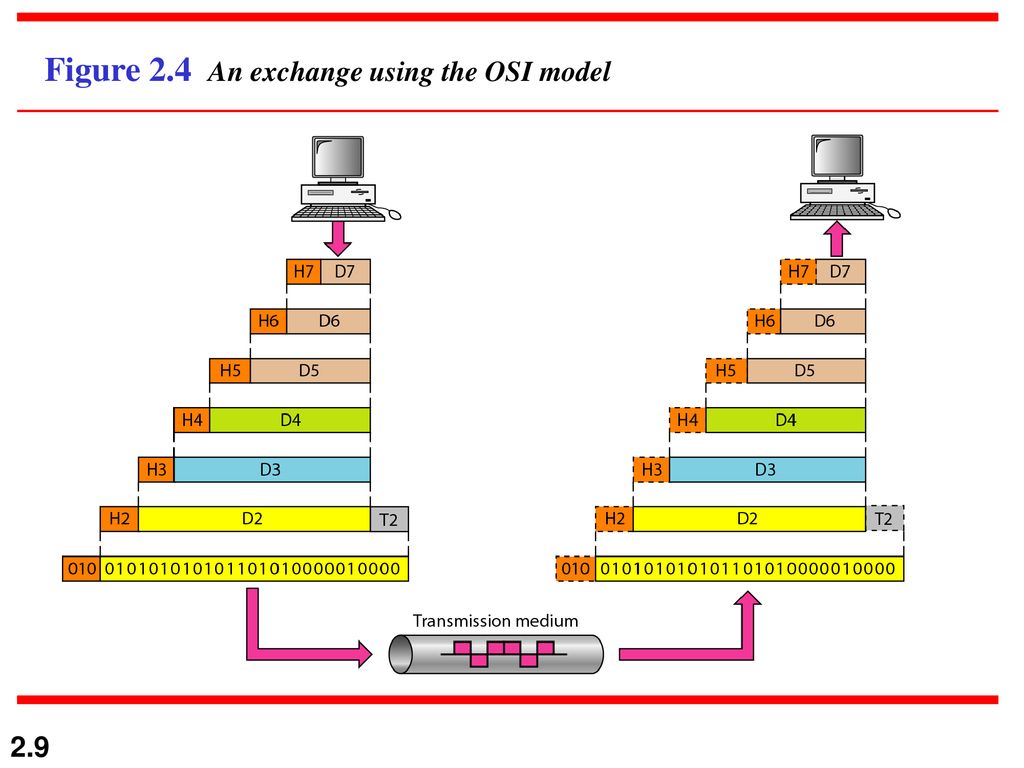 Figure 2.4 An exchange using the OSI model
H7 D7 H7 D7
H6 D6 H6 D6
H5 D5 H5 D5
H4 D4 H4 D4
H3 D3 H3 D3
H2 D2 T2 H2 D2 T2
010 010101010101101010000010000 010 010101010101101010000010000
Transmission medium
2.9